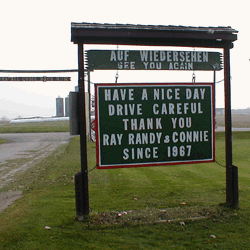 AUF WIEDERSEHEN
SEE YOU AGAIN
HAVE A NICE DAY
DRIVE CAREFUL
THANK YOU
RAY RANDY & CONNIE
SINCE 1967